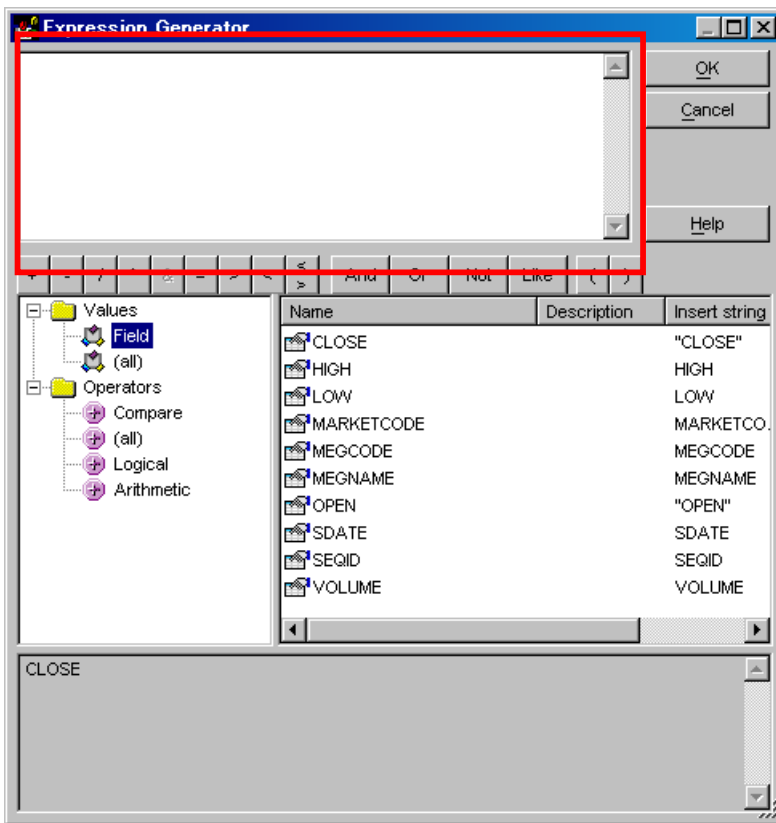 Expression Generator
OK
Cancel
Help
+ - / * & = > < <> And Or Not Like ( )
Values
Field
(all)
Operators
Compare
(all)
Logical
Arithmetic
Name Description Insert string
CLOSE "CLOSE"
HIGH HIGH
LOW LOW
MARKETCODE MARKETCO.
MEGCODE MEGCODE
MEGNAME MEGNAME
OPEN "OPEN"
SDATE SDATE
SEQID SEQID
VOLUME VOLUME
CLOSE